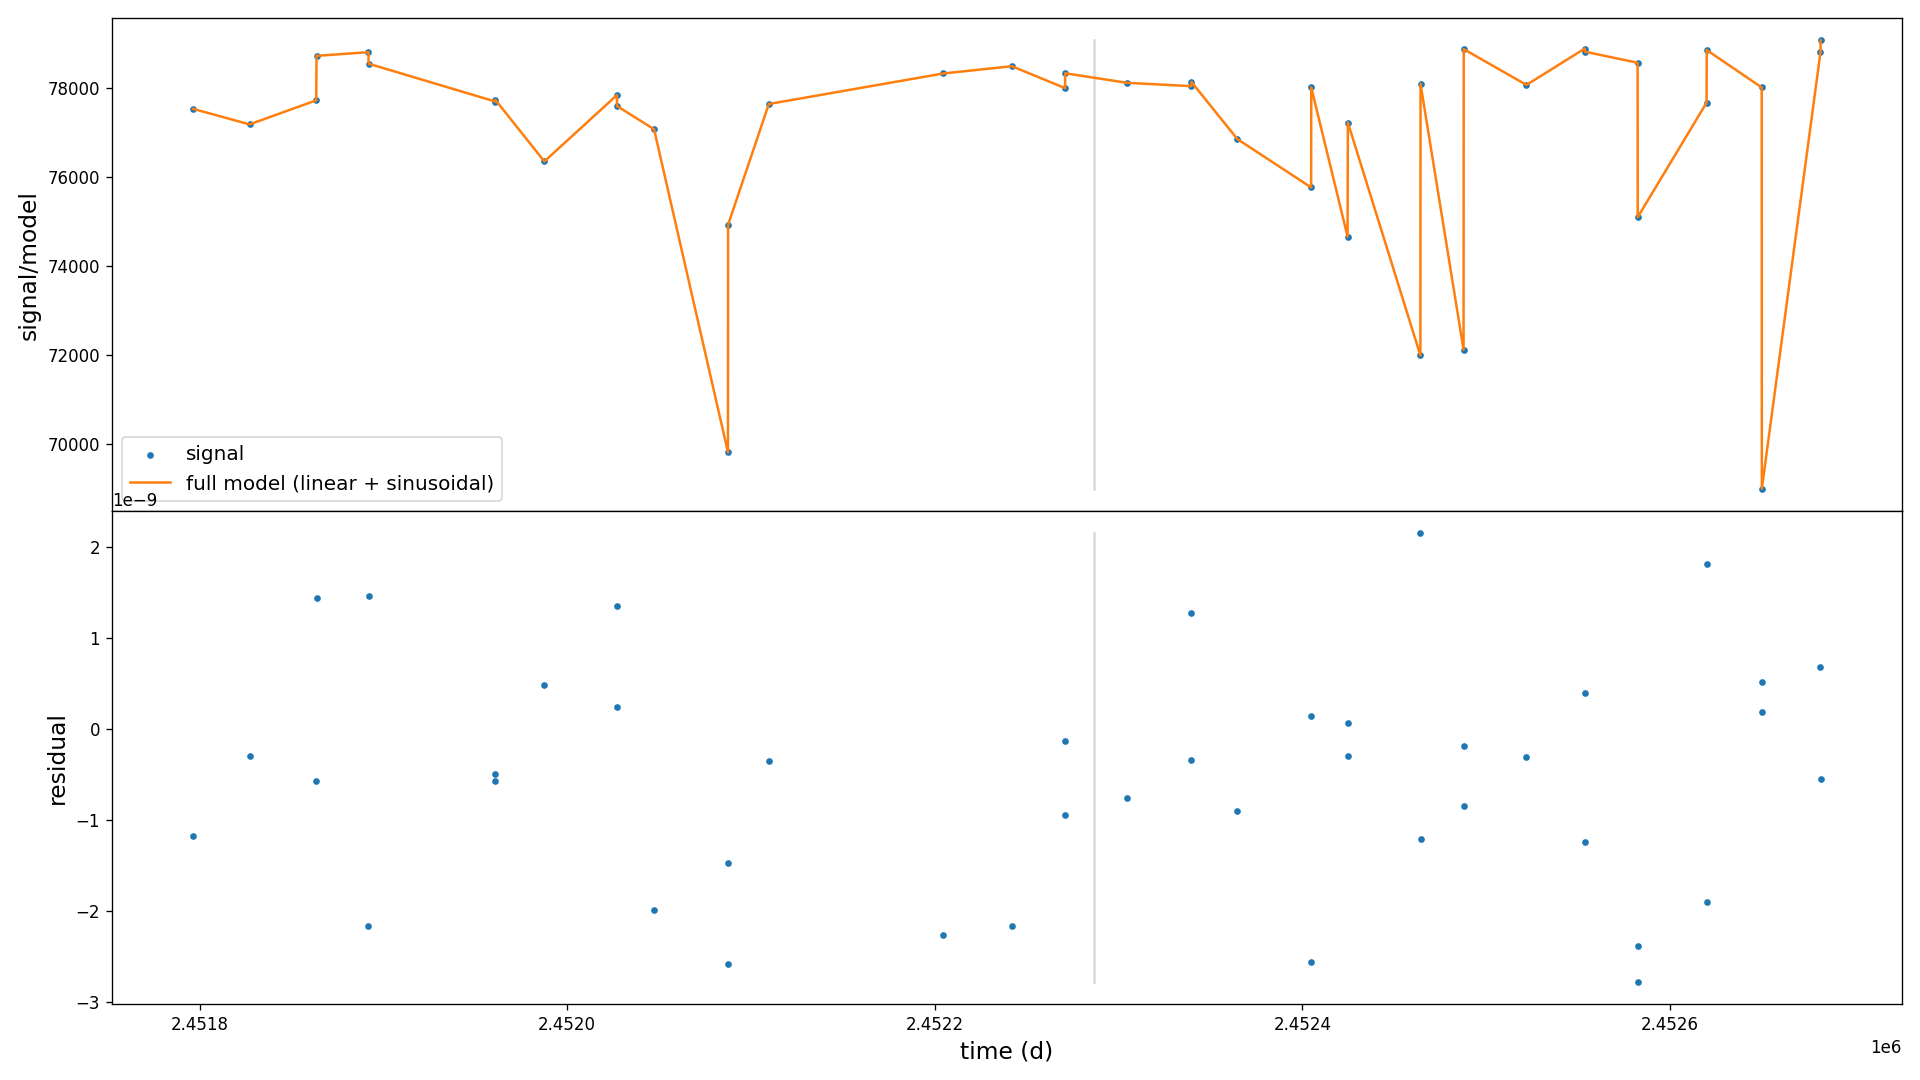 signal/model
78000
76000
74000
72000
70000
signal
full model (linear + sinusoidal)
1e−9
residual
2
1
0
−1
−2
−3
2.4518
2.4520
2.4522
2.4524
2.4526
time (d)
1e6